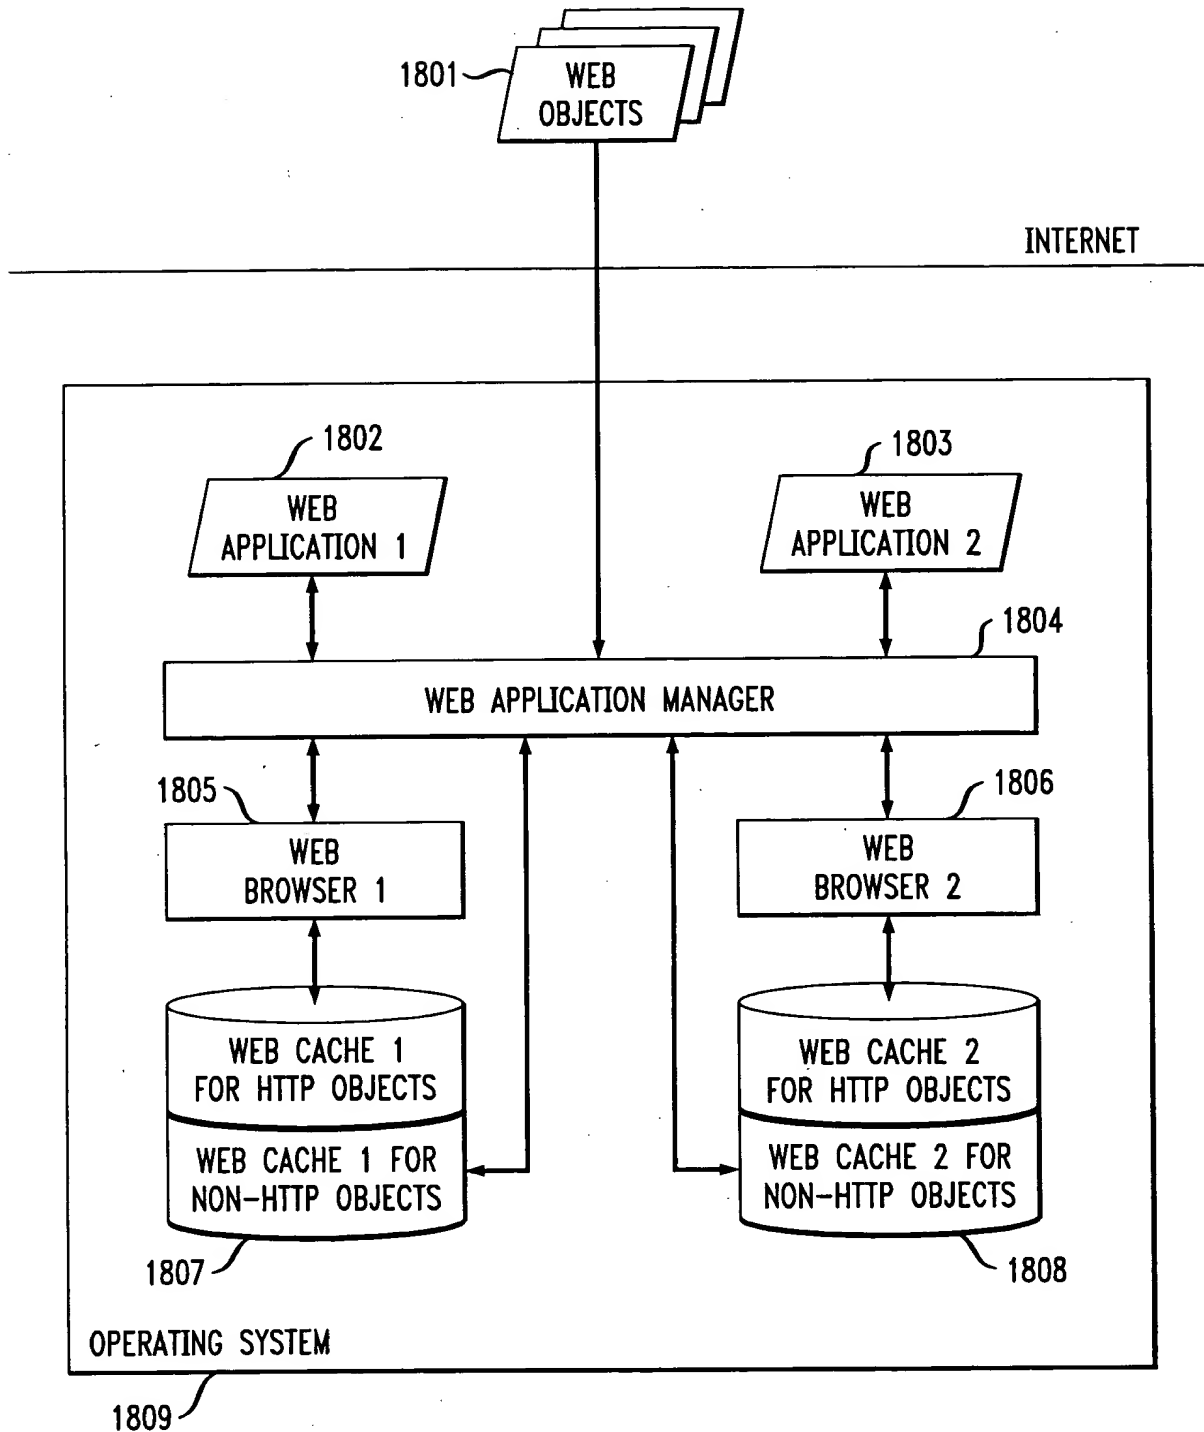 1801
WEB
OBJECTS
INTERNET
1802
WEB
APPLICATION 1
1803
WEB
APPLICATION 2
1804
WEB APPLICATION MANAGER
1805
WEB
BROWSER 1
1806
WEB
BROWSER 2
WEB CACHE 1
FOR HTTP OBJECTS
WEB CACHE 1 FOR
NON-HTTP OBJECTS
1807
WEB CACHE 2
FOR HTTP OBJECTS
WEB CACHE 2 FOR
NON-HTTP OBJECTS
1808
OPERATING SYSTEM
1809